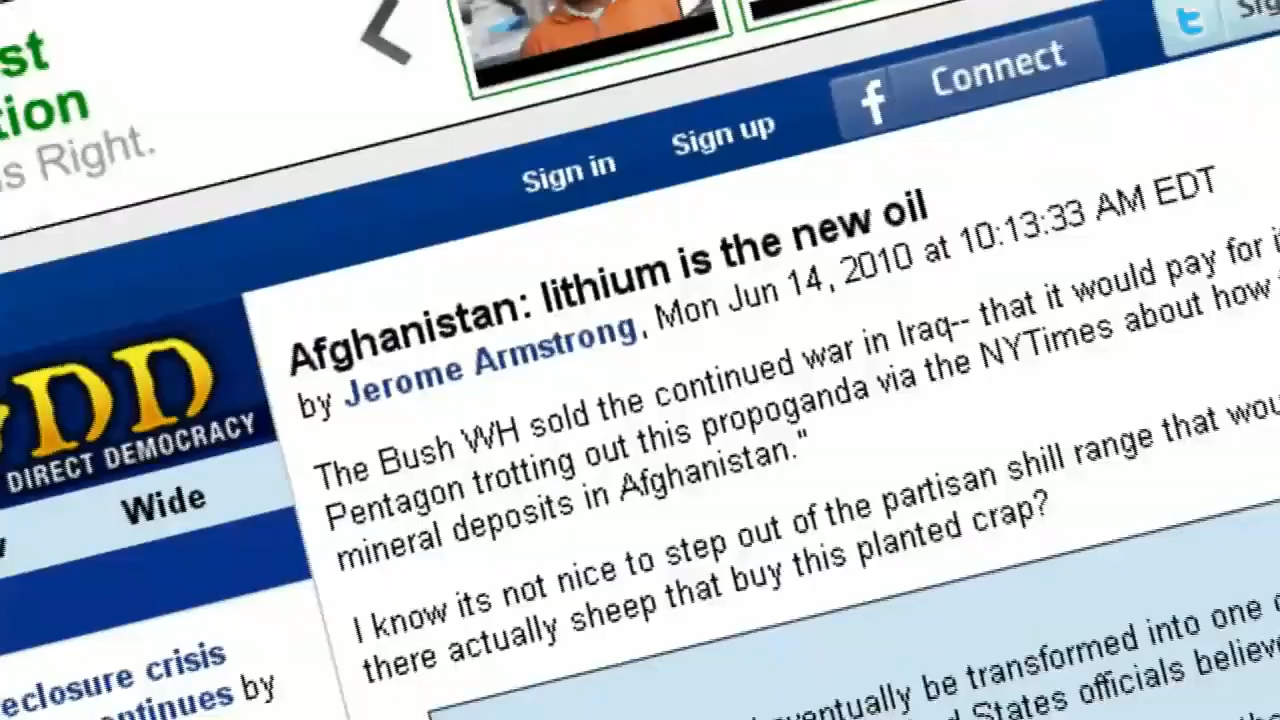 st
tion
s Right.
Sign in
Sign up
f Connect
Afghanistan: lithium is the new oil
by Jerome Armstrong, Mon Jun 14, 2010 at 10:13:33 AM EDT
The Bush WH sold the continued war in Iraq-- that it would pay for
Pentagon trotting out this propoganda via the NYTimes about how
mineral deposits in Afghanistan."
I know its not nice to step out of the partisan shill range that
there actually sheep that buy this planted crap?
DD
DIRECT DEMOCRACY
Wide
eclosure crisis
ntinues by
eventually be transformed into one
States officials believe